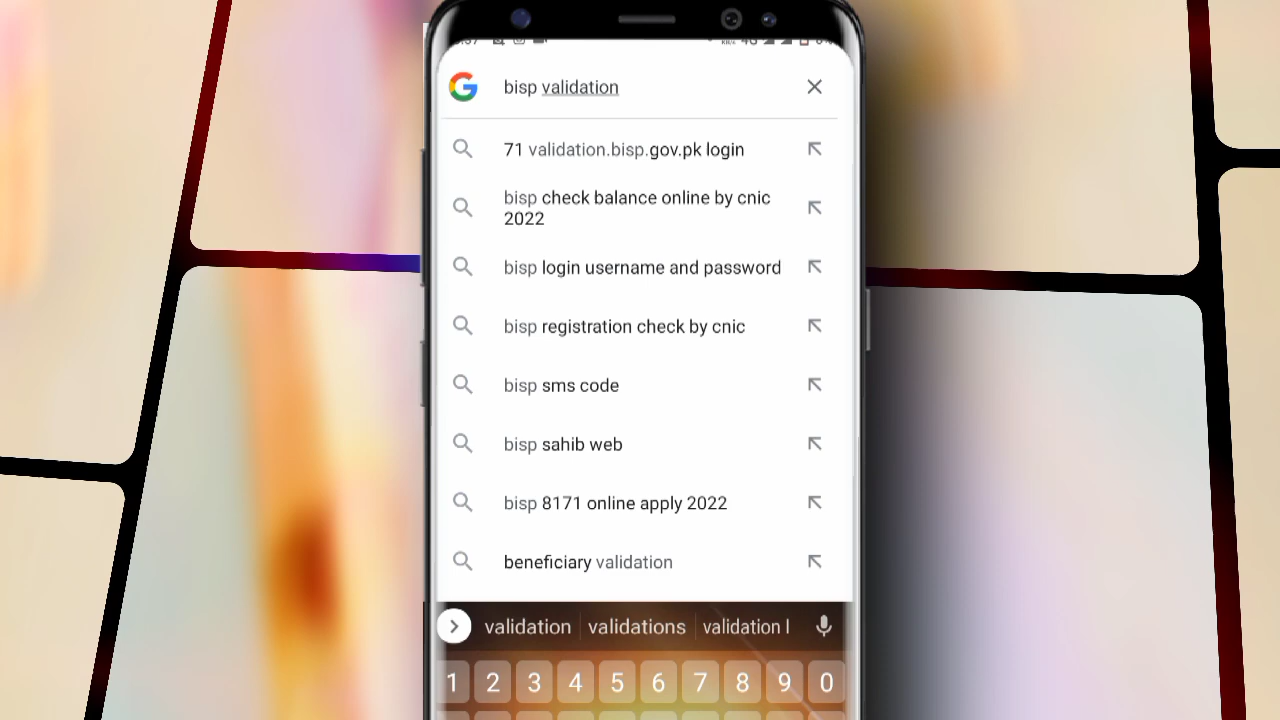 bisp validation
71 validation.bisp.gov.pk login
bisp check balance online by cnic
2022
bisp login username and password
bisp registration check by cnic
bisp sms code
bisp sahib web
bisp 8171 online apply 2022
beneficiary validation
validation validations validation l
1 2 3 4 5 6 7 8 9 0